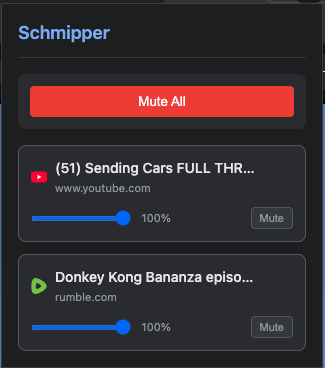 Schmipper
Mute All
(51) Sending Cars FULL THR...
www.youtube.com
100%
Mute
Donkey Kong Bananza episo...
rumble.com
100%
Mute